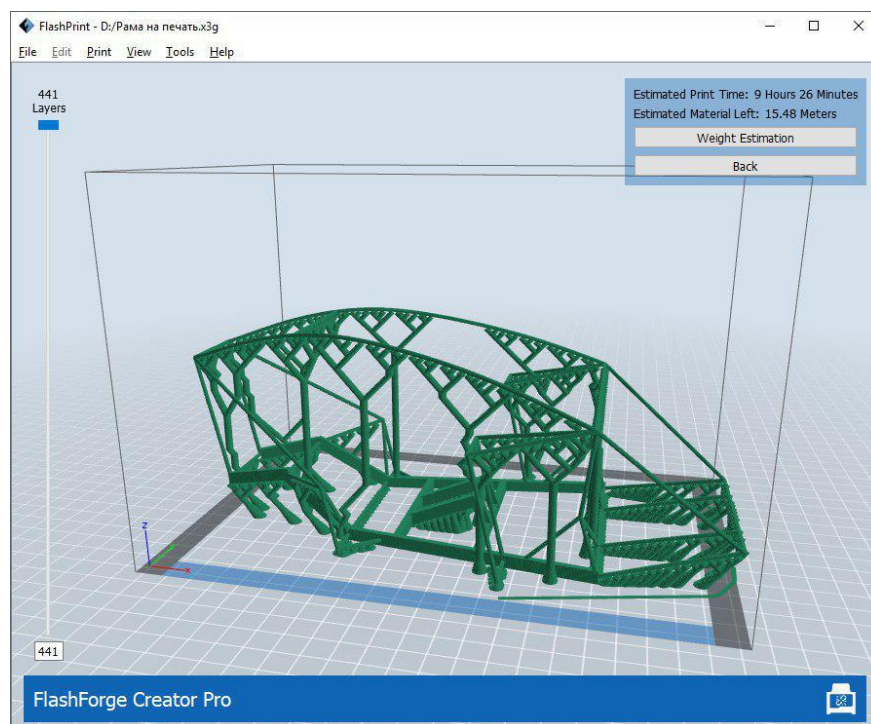 FlashPrint - D:/Рама на печать.x3g
File Edit Print View Tools Help
441
Layers
Estimated Print Time: 9 Hours 26 Minutes
Estimated Material Left: 15.48 Meters
Weight Estimation
Back
z
x
441
FlashForge Creator Pro